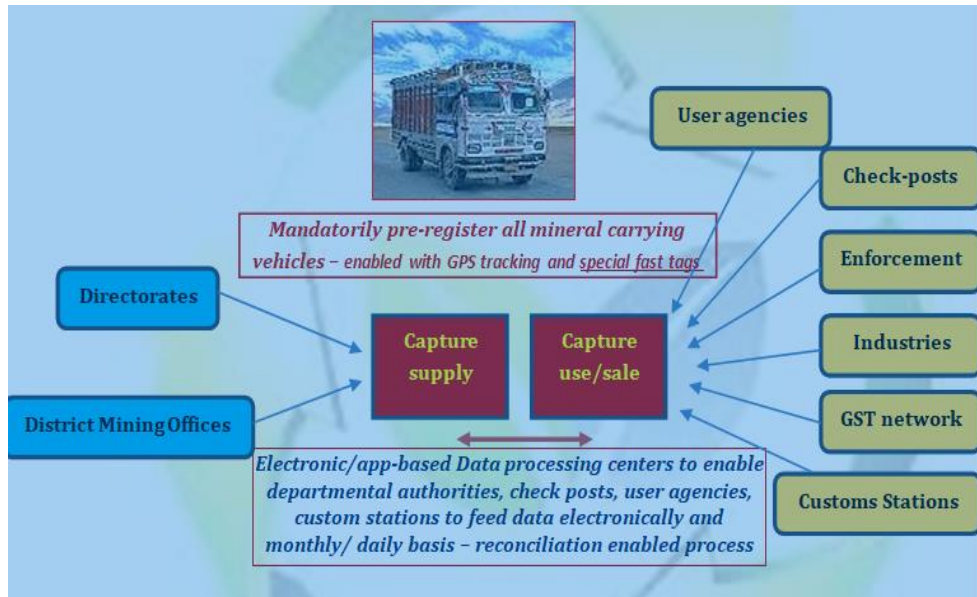 User agencies
Check-posts
Mandatorily pre-register all mineral carrying
vehicles – enabled with GPS tracking and special fast tags
Enforcement
Directorates
Capture
supply
Capture
use/sale
Industries
District Mining Offices
GST network
Electronic/app-based Data processing centers to enable
departmental authorities, check posts, user agencies,
custom stations to feed data electronically and
monthly/ daily basis – reconciliation enabled process
Customs Stations